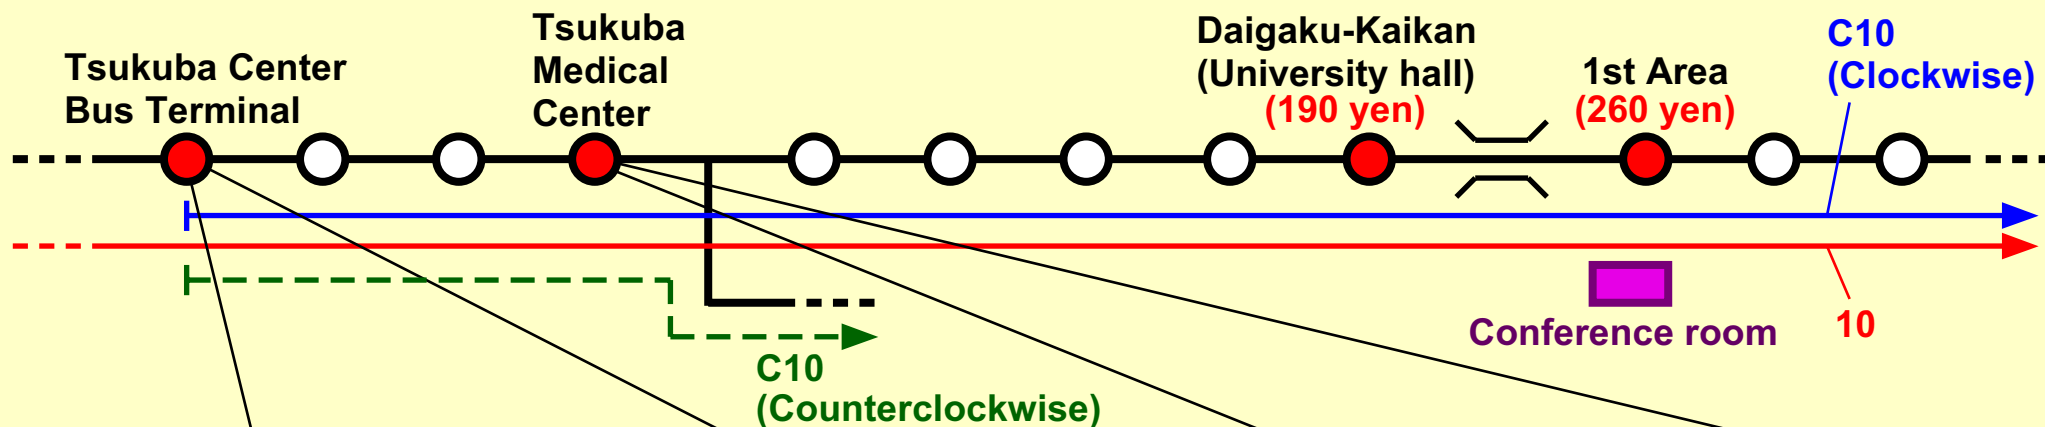 Tsukuba Center
Bus Terminal
Tsukuba
Medical
Center
Daigaku-Kaikan
(University hall)
(190 yen)
1st Area
(260 yen)
C10
(Clockwise)
Conference room
10
C10
(Counterclockwise)